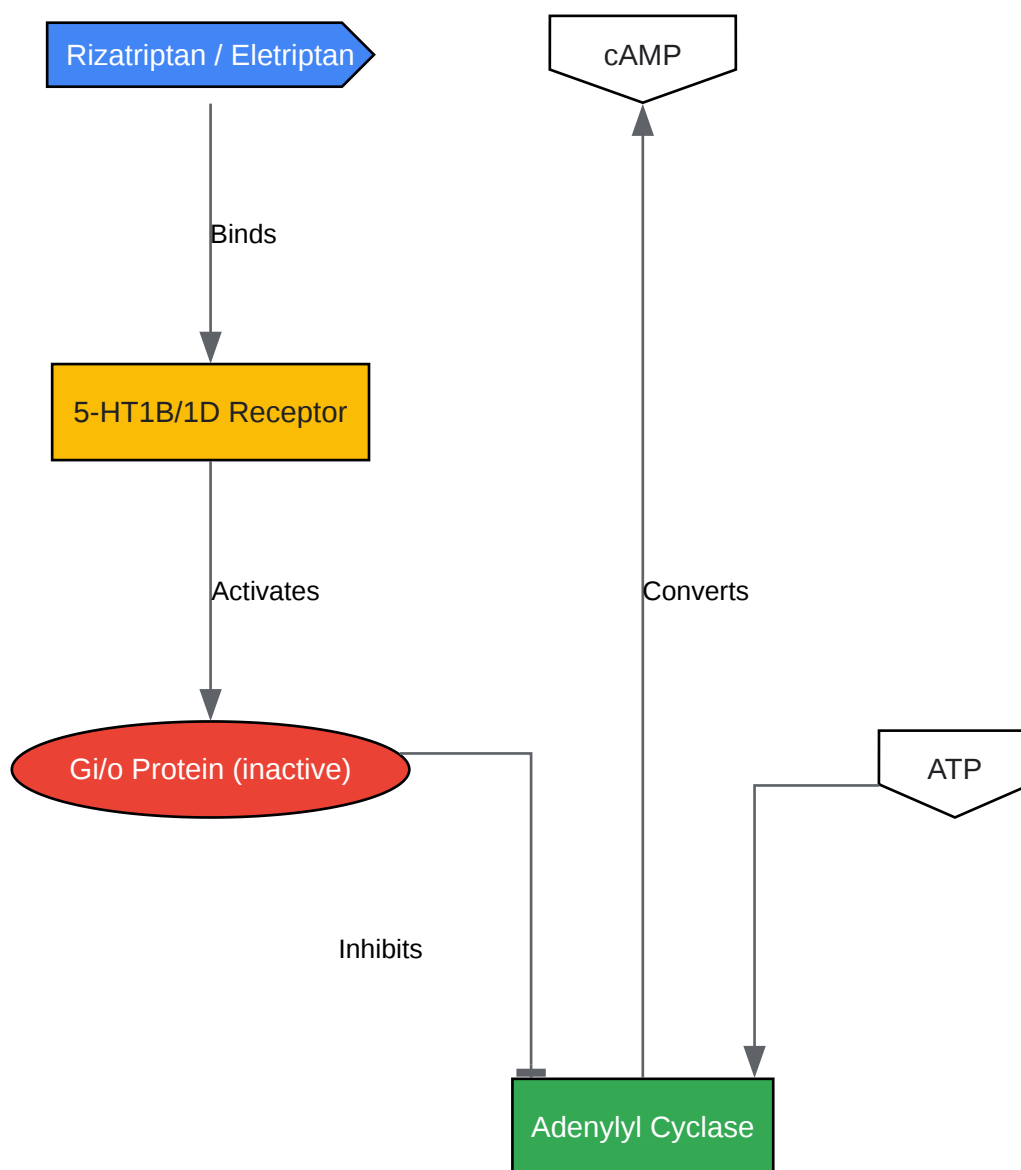 Rizatriptan / Eletriptan
cAMP
Binds
5-HT1B/1D Receptor
Activates
Converts
Gi/o Protein (inactive)
ATP
Inhibits
Adenylyl Cyclase